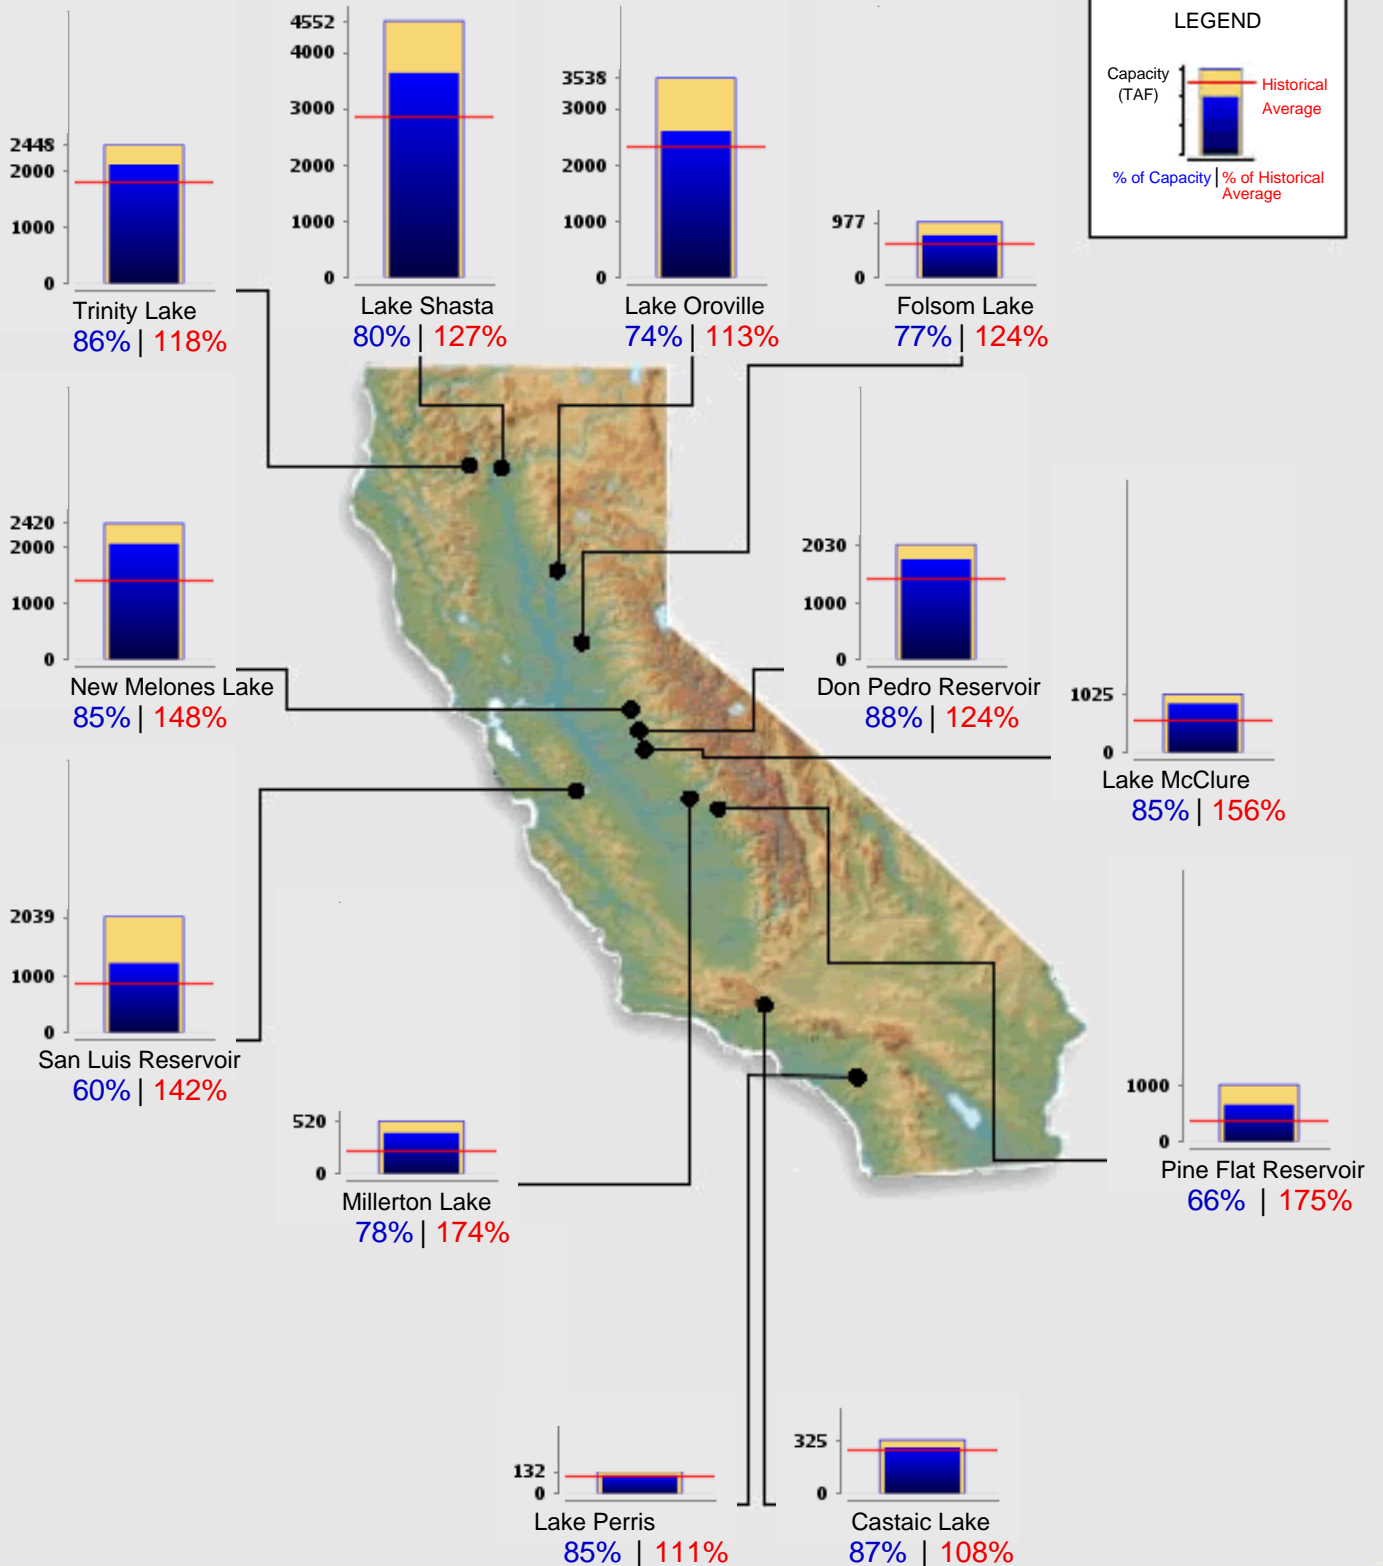 LEGEND
Capacity
(TAF)
Historical
Average
% of Capacity | % of Historical
Average
4552
4000
3000
2000
1000
0
Lake Shasta
80% | 127%
3538
3000
2000
1000
0
Lake Oroville
74% | 113%
2448
2000
1000
0
Trinity Lake
86% | 118%
977
0
Folsom Lake
77% | 124%
2420
2000
1000
0
New Melones Lake
85% | 148%
2030
1000
0
Don Pedro Reservoir
88% | 124%
1025
0
Lake McClure
85% | 156%
2039
1000
0
San Luis Reservoir
60% | 142%
520
0
Millerton Lake
78% | 174%
1000
0
Pine Flat Reservoir
66% | 175%
132
0
Lake Perris
85% | 111%
325
0
Castaic Lake
87% | 108%